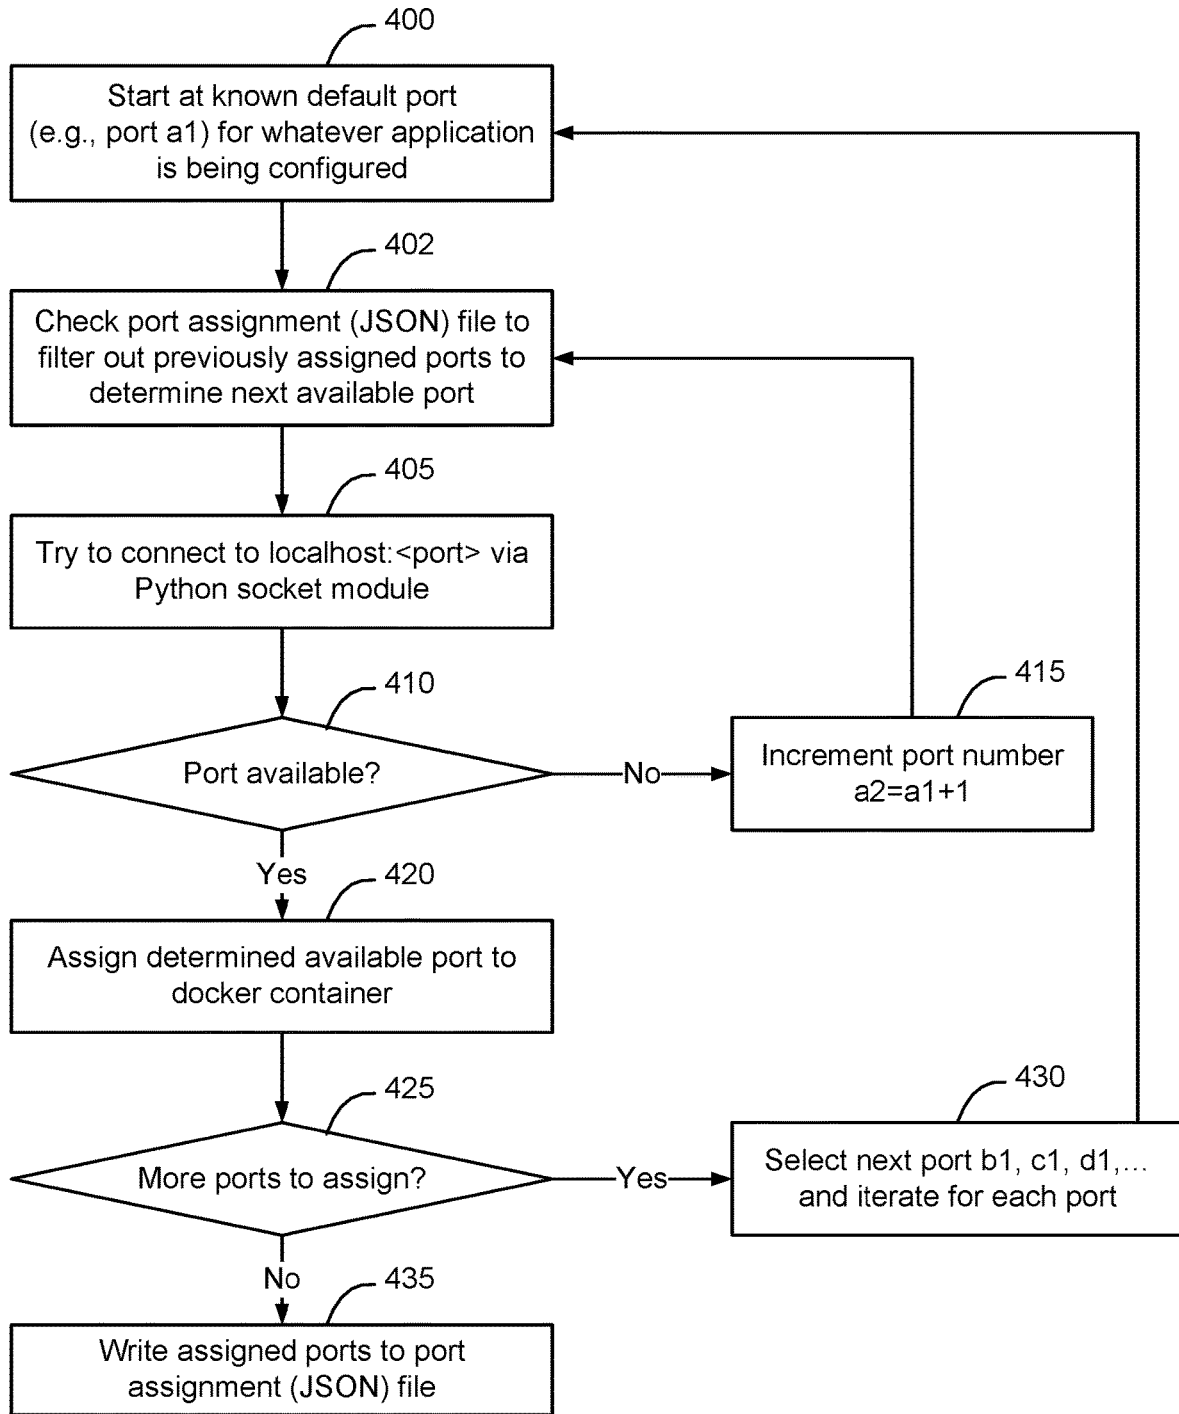 400
Start at known default port
(e.g., port a1) for whatever application
is being configured
402
Check port assignment (JSON) file to
filter out previously assigned ports to
determine next available port
405
Try to connect to localhost:<port> via
Python socket module
410
Port available?
No
415
Increment port number
a2=a1+1
Yes
420
Assign determined available port to
docker container
425
More ports to assign?
Yes
430
Select next port b1, c1, d1,...
and iterate for each port
No
435
Write assigned ports to port
assignment (JSON) file